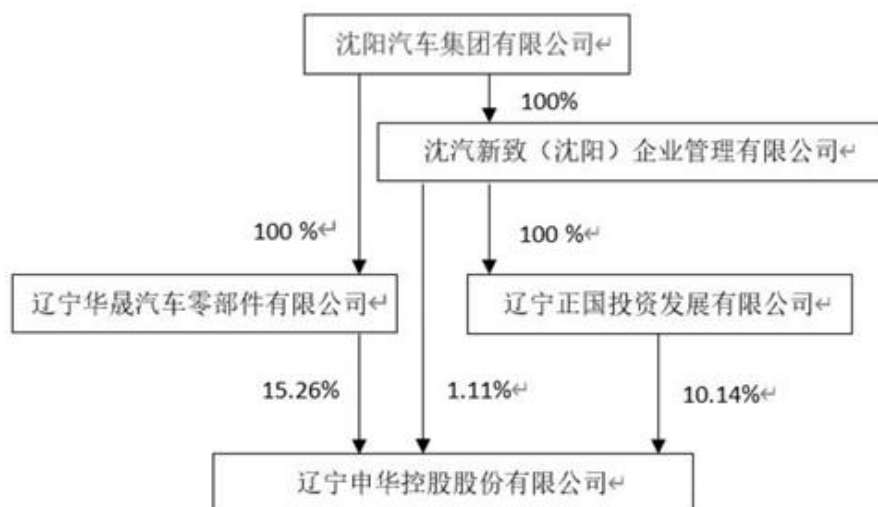 沈阳汽车集团有限公司↵
100%
沈汽新致（沈阳）企业管理有限公司↵
100 %↵
100 %↵
辽宁华晟汽车零部件有限公司↵
辽宁正国投资发展有限公司↵
15.26%
1.11%↵
10.14%↵
辽宁申华控股股份有限公司↵